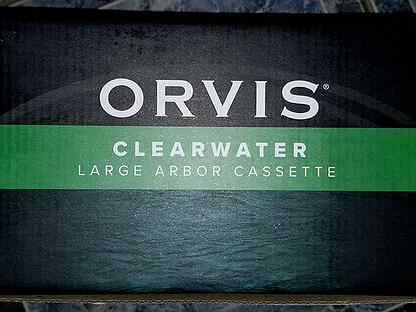 ORVIS®
CLEARWATER
LARGE ARBOR CASSETTE